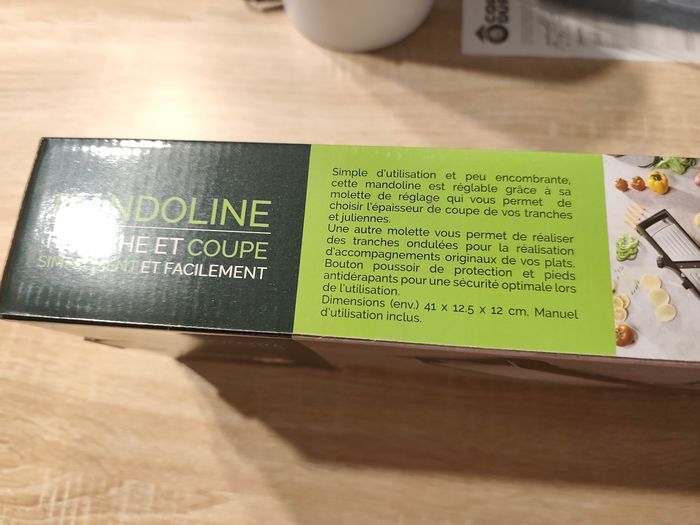 MANDOLINE
TRANCHE ET COUPE
SIMPLEMENT ET FACILEMENT
Simple d'utilisation et peu encombrante,
cette mandoline est réglable grâce à sa
molette de réglage qui vous permet de
choisir l'épaisseur de coupe de vos tranches
et juliennes.
Une autre molette vous permet de réaliser
des tranches ondulées pour la réalisation
d'accompagnements originaux de vos plats.
Bouton poussoir de protection et pieds
antidérapants pour une sécurité optimale lors
de l'utilisation.
Dimensions (env.) 41 x 12.5 x 12 cm. Manuel
d'utilisation inclus.